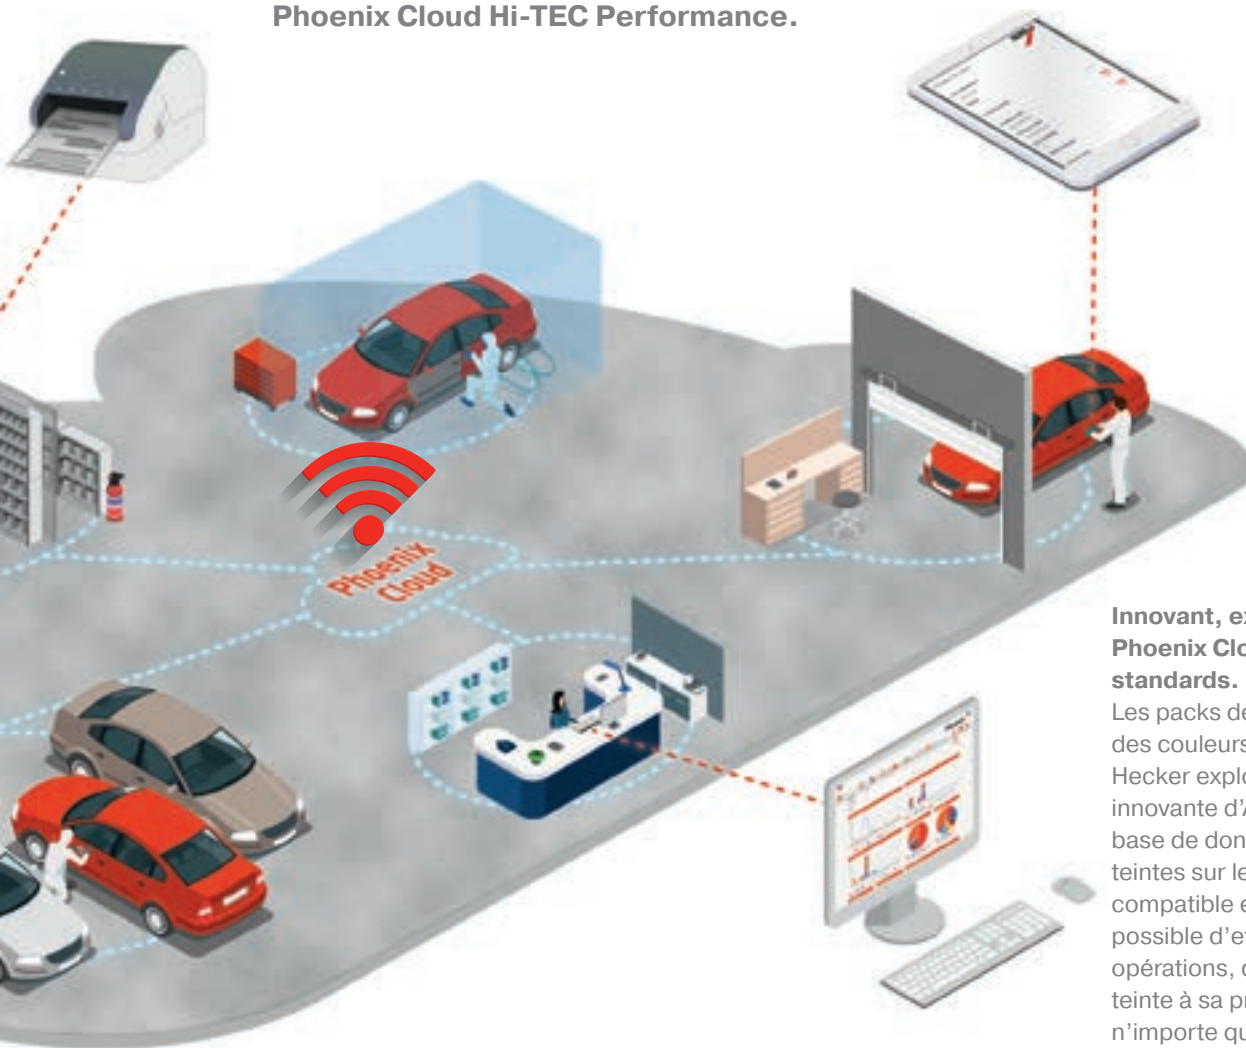 Phoenix Cloud Hi-TEC Performance.
Phoenix
Cloud
Innovant, ex
Phoenix Clo
standards.
Les packs de
des couleurs
Hecker explo
innovante d'A
base de don
teintes sur le
compatible e
possible d'ef
opérations, d
teinte à sa pr
n'importe qu